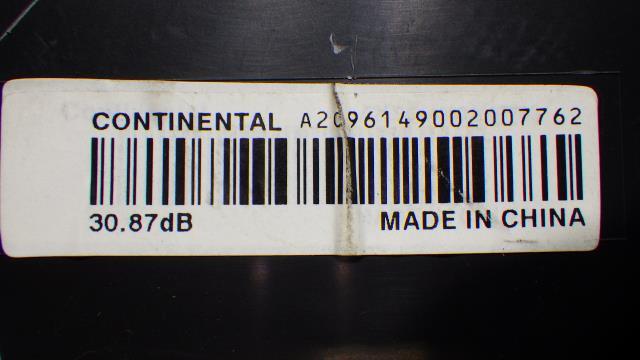 CONTINENTAL A2C96149002007762
30.87dB MADE IN CHINA